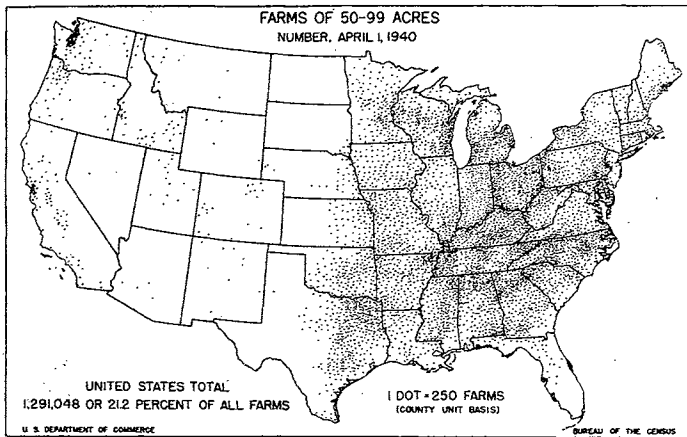 FARMS OF 50-99 ACRES
NUMBER, APRIL 1, 1940
UNITED STATES TOTAL
1,291,048 OR 21.2 PERCENT OF ALL FARMS
1 DOT = 250 FARMS
(COUNTY UNIT BASIS)
U. S. DEPARTMENT OF COMMERCE
BUREAU OF THE CENSUS